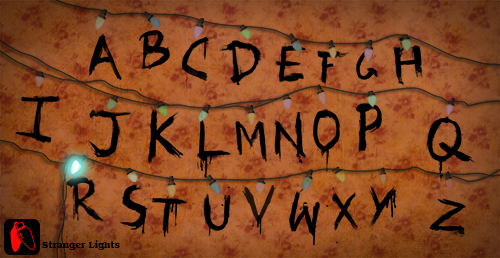 A B C D E F G H
I J K L M N O P Q
R S T U V W X Y Z
Stranger Lights